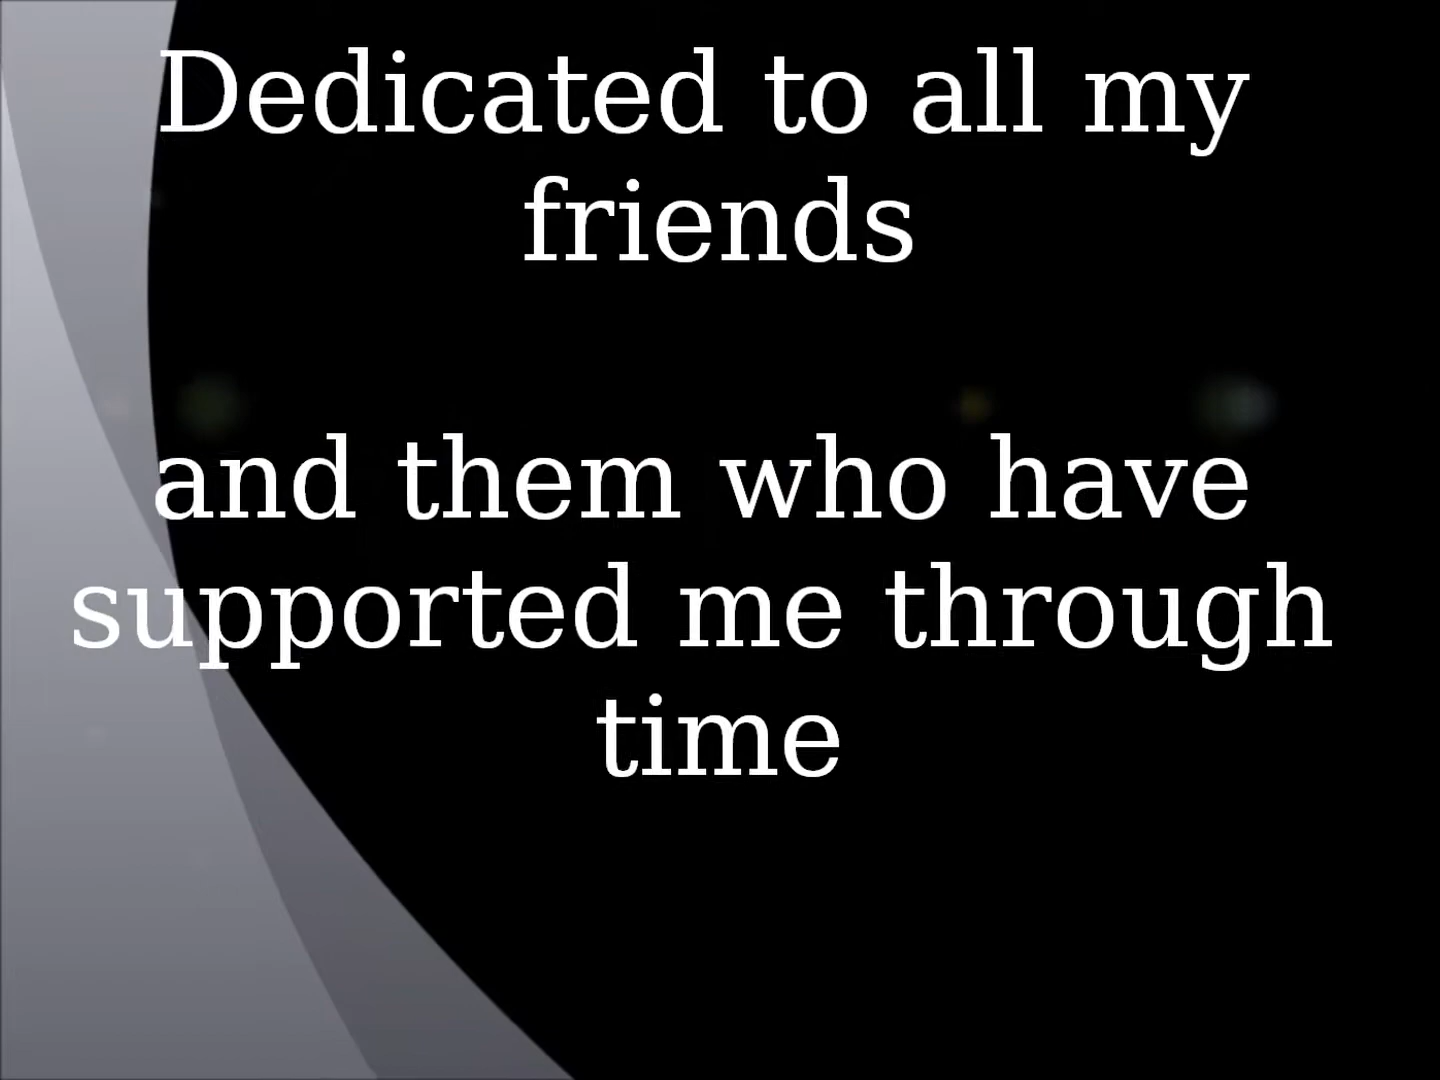 Dedicated to all my
friends
and them who have
supported me through
time